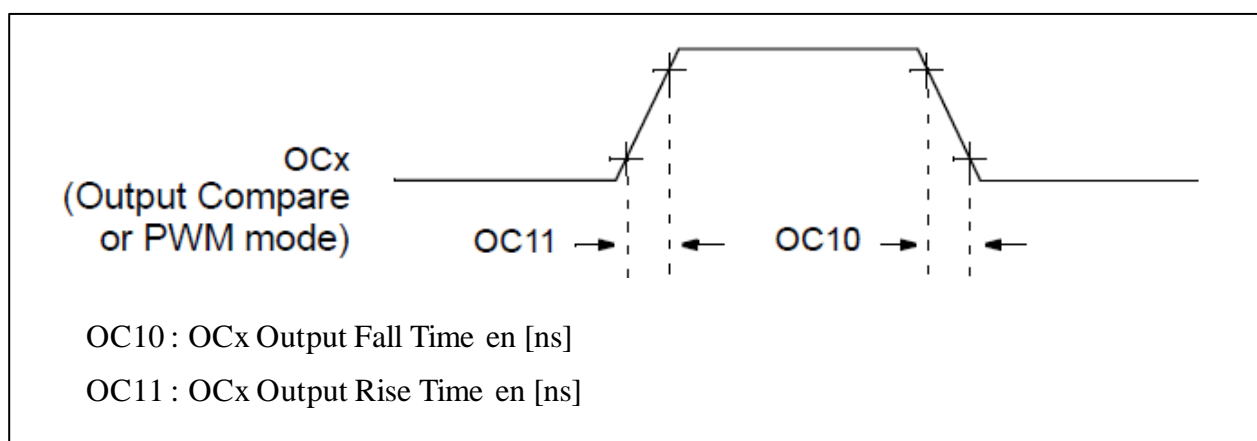 OCx
(Output Compare
or PWM mode)
OC11
OC10
OC10 : OCx Output Fall Time en [ns]
OC11 : OCx Output Rise Time en [ns]